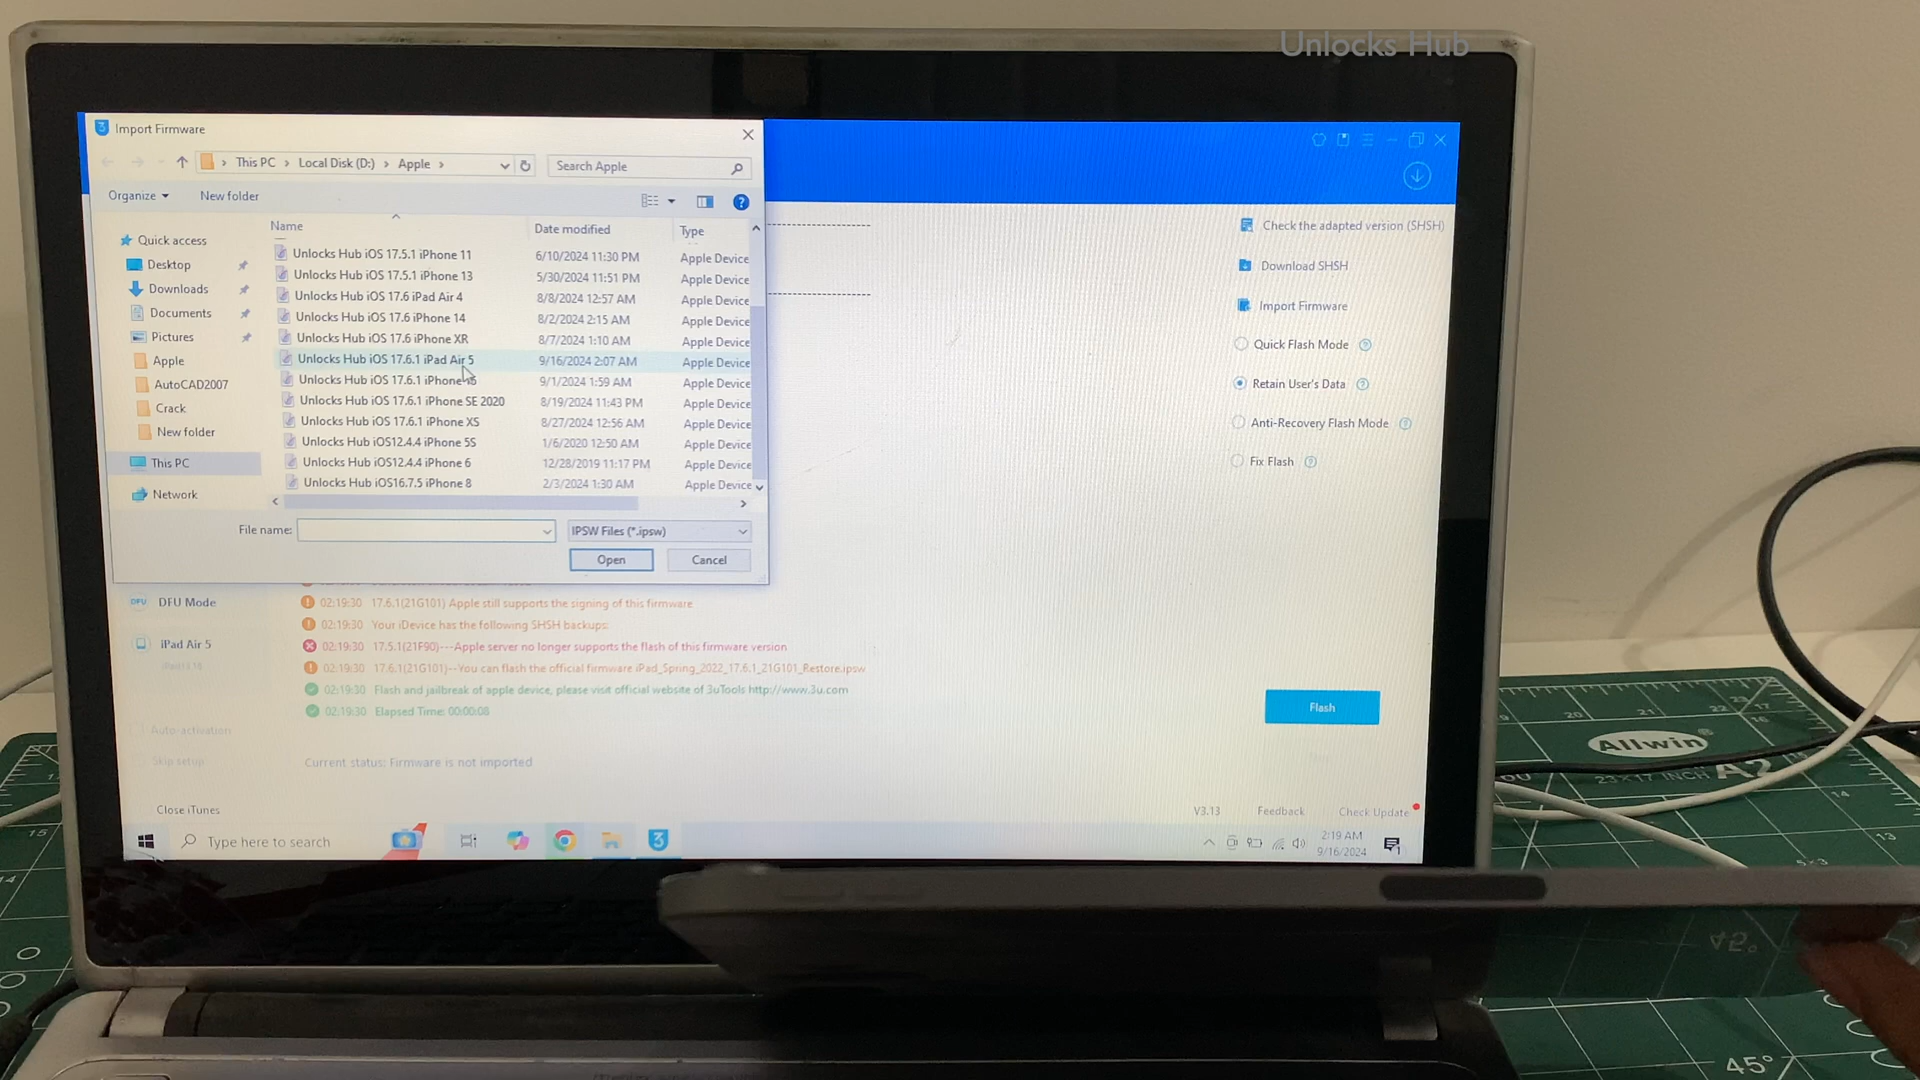 Unlocks Hub
Import Firmware
This PC > Local Disk (D:) > Apple >
Search Apple
Organize
New folder
Name
Date modified
Type
Quick access
Desktop
Downloads
Documents
Pictures
Apple
AutoCAD2007
Crack
New folder
This PC
Network
Unlocks Hub iOS 17.5.1 iPhone 11 6/10/2024 11:30 PM Apple Device
Unlocks Hub iOS 17.5.1 iPhone 13 5/30/2024 11:51 PM Apple Device
Unlocks Hub iOS 17.6 iPad Air 4 8/8/2024 12:57 AM Apple Device
Unlocks Hub iOS 17.6 iPhone 14 8/2/2024 2:15 AM Apple Device
Unlocks Hub iOS 17.6 iPhone XR 8/7/2024 1:10 AM Apple Device
Unlocks Hub iOS 17.6.1 iPad Air 5 9/16/2024 2:07 AM Apple Device
Unlocks Hub iOS 17.6.1 9/1/2024 1:59 AM Apple Device
Unlocks Hub iOS 17.6.1 iPhone SE 2020 8/19/2024 11:43 PM Apple Device
Unlocks Hub iOS 17.6.1 iPhone XS 8/27/2024 12:56 AM Apple Device
Unlocks Hub iOS12.4.4 iPhone 5S 1/6/2020 12:50 AM Apple Device
Unlocks Hub iOS12.4.4 iPhone 6 12/28/2019 11:17 PM Apple Device
Unlocks Hub iOS16.7.5 iPhone 8 2/3/2024 1:30 AM Apple Device
File name:
IPSW Files (*.ipsw)
Open
Cancel
Check the adapted version (SHSH)
Download SHSH
Import Firmware
Quick Flash Mode
Retain User's Data
Anti-Recovery Flash Mode
Fix Flash
DFU DFU Mode
iPad Air 5
Auto-activation
Skip setup
Close iTunes
02:19:30 17.6.1(21G101) Apple still supports the signing of this firmware
02:19:30 Your iDevice has the following SHSH backups:
02:19:30 17.5.1(21F90)---Apple server no longer supports the flash of this firmware version
02:19:30 17.6.1(21G101)--You can flash the official firmware iPad_Spring_2022_17.6.1_21G101_Restore.ipsw
02:19:30 Flash and jailbreak of apple device, please visit official website of 3uTools http://www.3u.com
02:19:30 Elapsed Time: 00:00:08
Current status: Firmware is not imported
Flash
V3.13
Feedback
Check Update
Type here to search
2:19 AM
9/16/2024
Allwin®
23X17 INCH A2
45°
45°